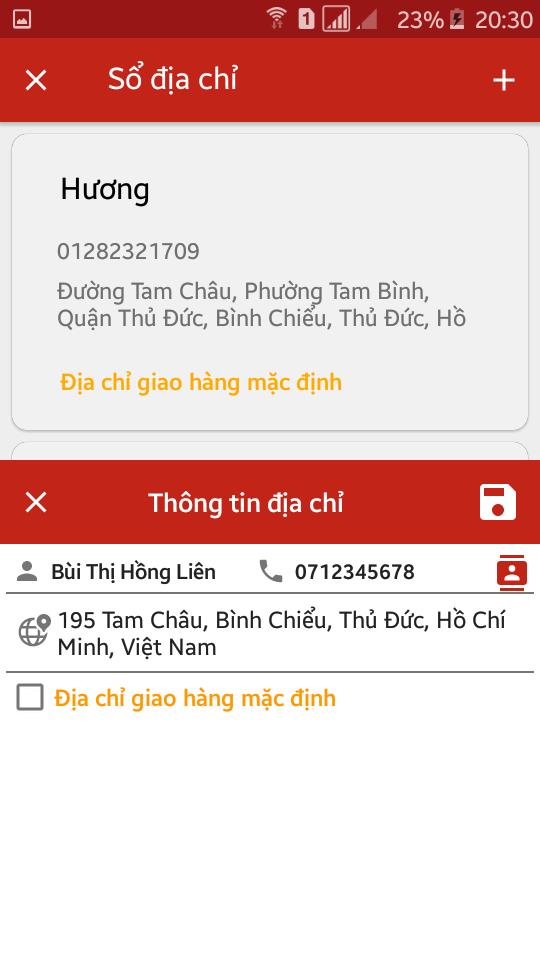 1 23% 20:30
Sổ địa chỉ
Hương
01282321709
Đường Tam Châu, Phường Tam Bình,
Quận Thủ Đức, Bình Chiểu, Thủ Đức, Hồ
Địa chỉ giao hàng mặc định
Thông tin địa chỉ
Bùi Thị Hồng Liên 0712345678
195 Tam Châu, Bình Chiểu, Thủ Đức, Hồ Chí
Minh, Việt Nam
Địa chỉ giao hàng mặc định